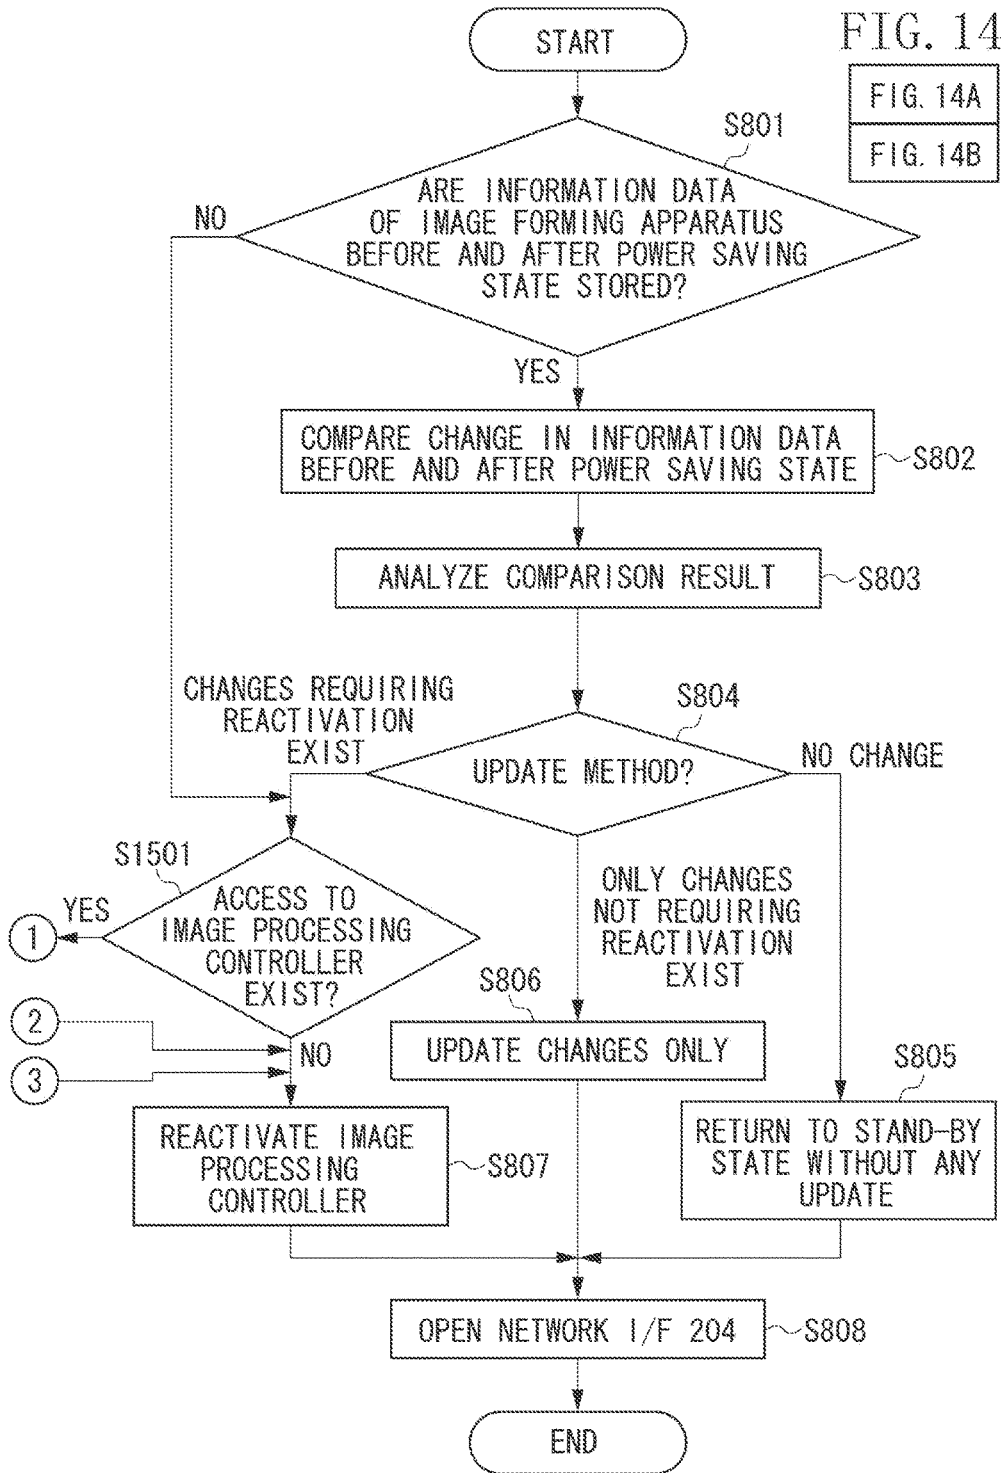 FIG. 14
FIG. 14A
FIG. 14B
START
S801
ARE INFORMATION DATA
OF IMAGE FORMING APPARATUS
BEFORE AND AFTER POWER SAVING
STATE STORED?
NO
YES
COMPARE CHANGE IN INFORMATION DATA
BEFORE AND AFTER POWER SAVING STATE
S802
ANALYZE COMPARISON RESULT
S803
CHANGES REQUIRING
REACTIVATION
EXIST
S804
UPDATE METHOD?
NO CHANGE
S1501
ACCESS TO
IMAGE PROCESSING
CONTROLLER
EXIST?
YES
1
ONLY CHANGES
NOT REQUIRING
REACTIVATION
EXIST
2
NO
3
S806
UPDATE CHANGES ONLY
S805
RETURN TO STAND-BY
STATE WITHOUT ANY
UPDATE
REACTIVATE IMAGE
PROCESSING
CONTROLLER
S807
OPEN NETWORK I/F 204
S808
END